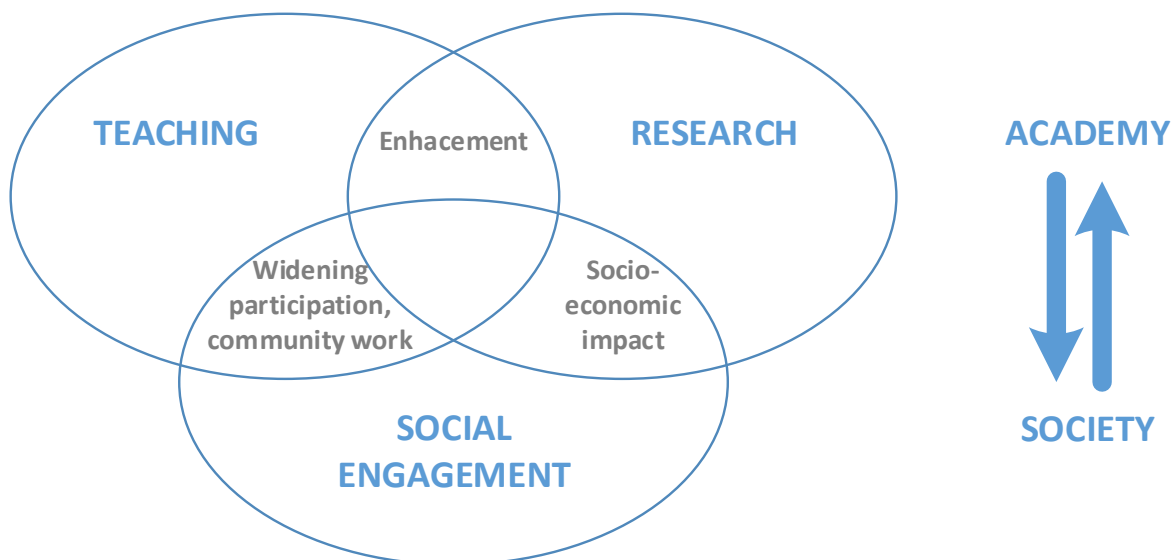 TEACHING
Enhacement
RESEARCH
ACADEMY
Widening
participation,
community work
Socio-
economic
impact
SOCIAL
ENGAGEMENT
SOCIETY